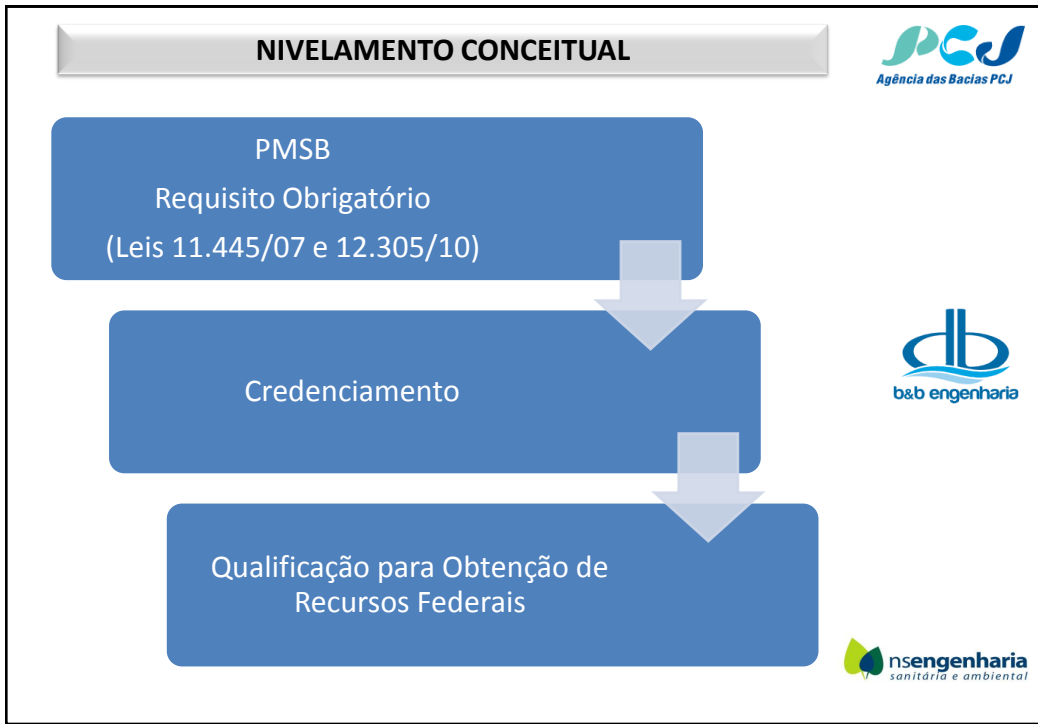 NIVELAMENTO CONCEITUAL
PCJ
Agência das Bacias PCJ
PMSB
Requisito Obrigatório
(Leis 11.445/07 e 12.305/10)
Credenciamento
b&b engenharia
Qualificação para Obtenção de
Recursos Federais
nsengenharia
sanitária e ambiental